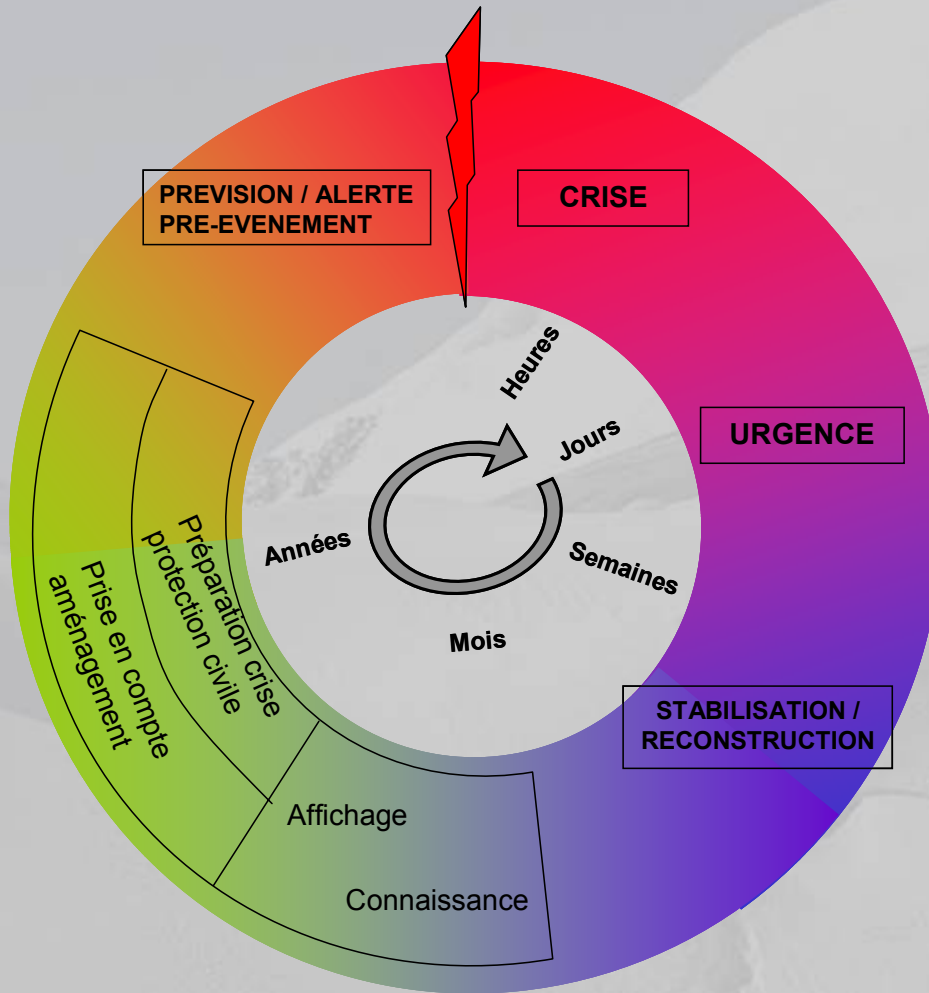 PREVISION / ALERTE
PRE-EVENEMENT
CRISE
Heures
Jours
URGENCE
Années
Semaines
Mois
Préparation crise
protection civile
Prise en compte
aménagement
STABILISATION /
RECONSTRUCTION
Affichage
Connaissance